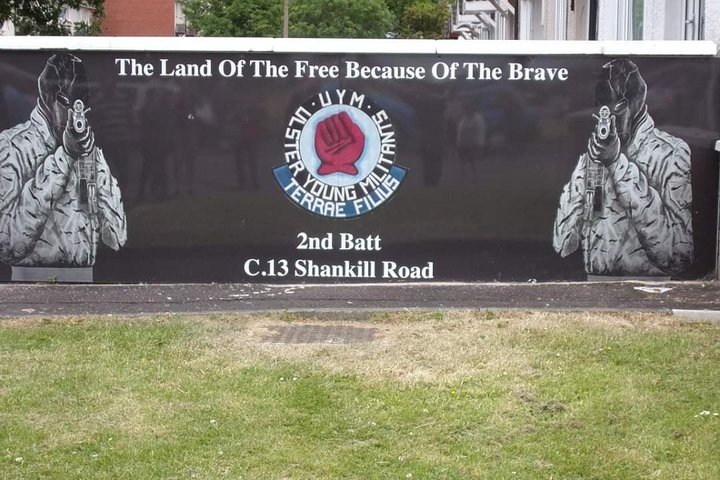 The Land Of The Free Because Of The Brave
· U.Y.M. ·
ULSTER YOUNG MILITANTS
TERRAE FILIUS
2nd Batt
C.13 Shankill Road